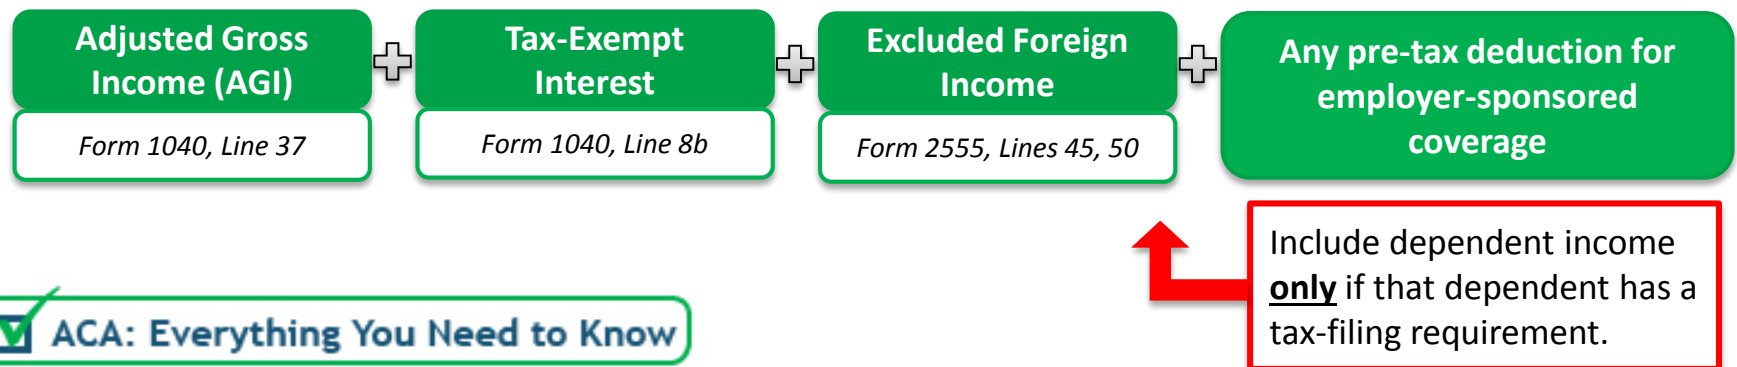 Adjusted Gross
Income (AGI)
Form 1040, Line 37
Tax-Exempt
Interest
Form 1040, Line 8b
Excluded Foreign
Income
Form 2555, Lines 45, 50
Any pre-tax deduction for
employer-sponsored
coverage
Include dependent income
only if that dependent has a
tax-filing requirement.
ACA: Everything You Need to Know